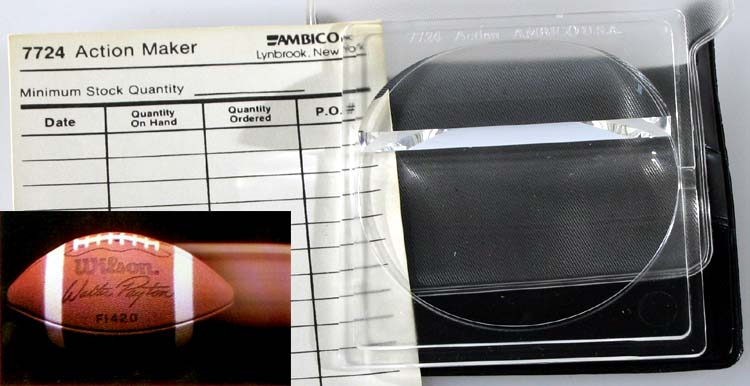 7724 Action Maker
AMBICO INC
Lynbrook, New York
7724 Action AMBICO U.S.A.
Minimum Stock Quantity
Date
Quantity
On Hand
Quantity
Ordered
P.O. #
Wilson
Walter Payton
F1420